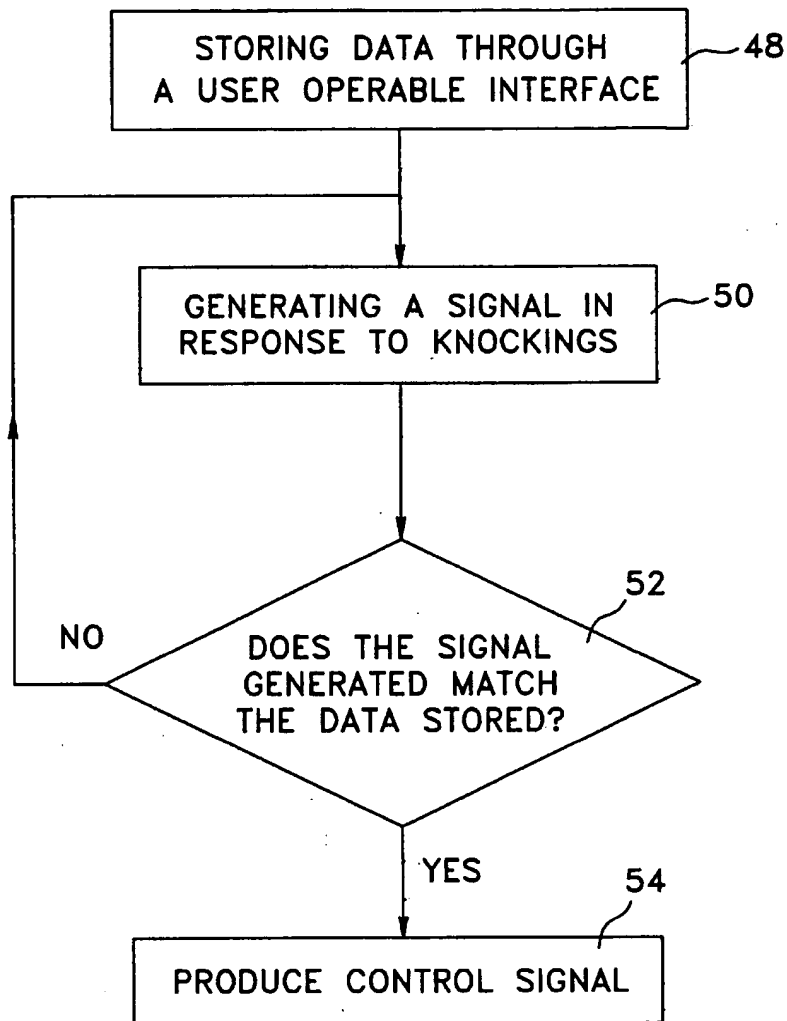 STORING DATA THROUGH
A USER OPERABLE INTERFACE
48
GENERATING A SIGNAL IN
RESPONSE TO KNOCKINGS
50
52
NO
DOES THE SIGNAL
GENERATED MATCH
THE DATA STORED?
YES
54
PRODUCE CONTROL SIGNAL